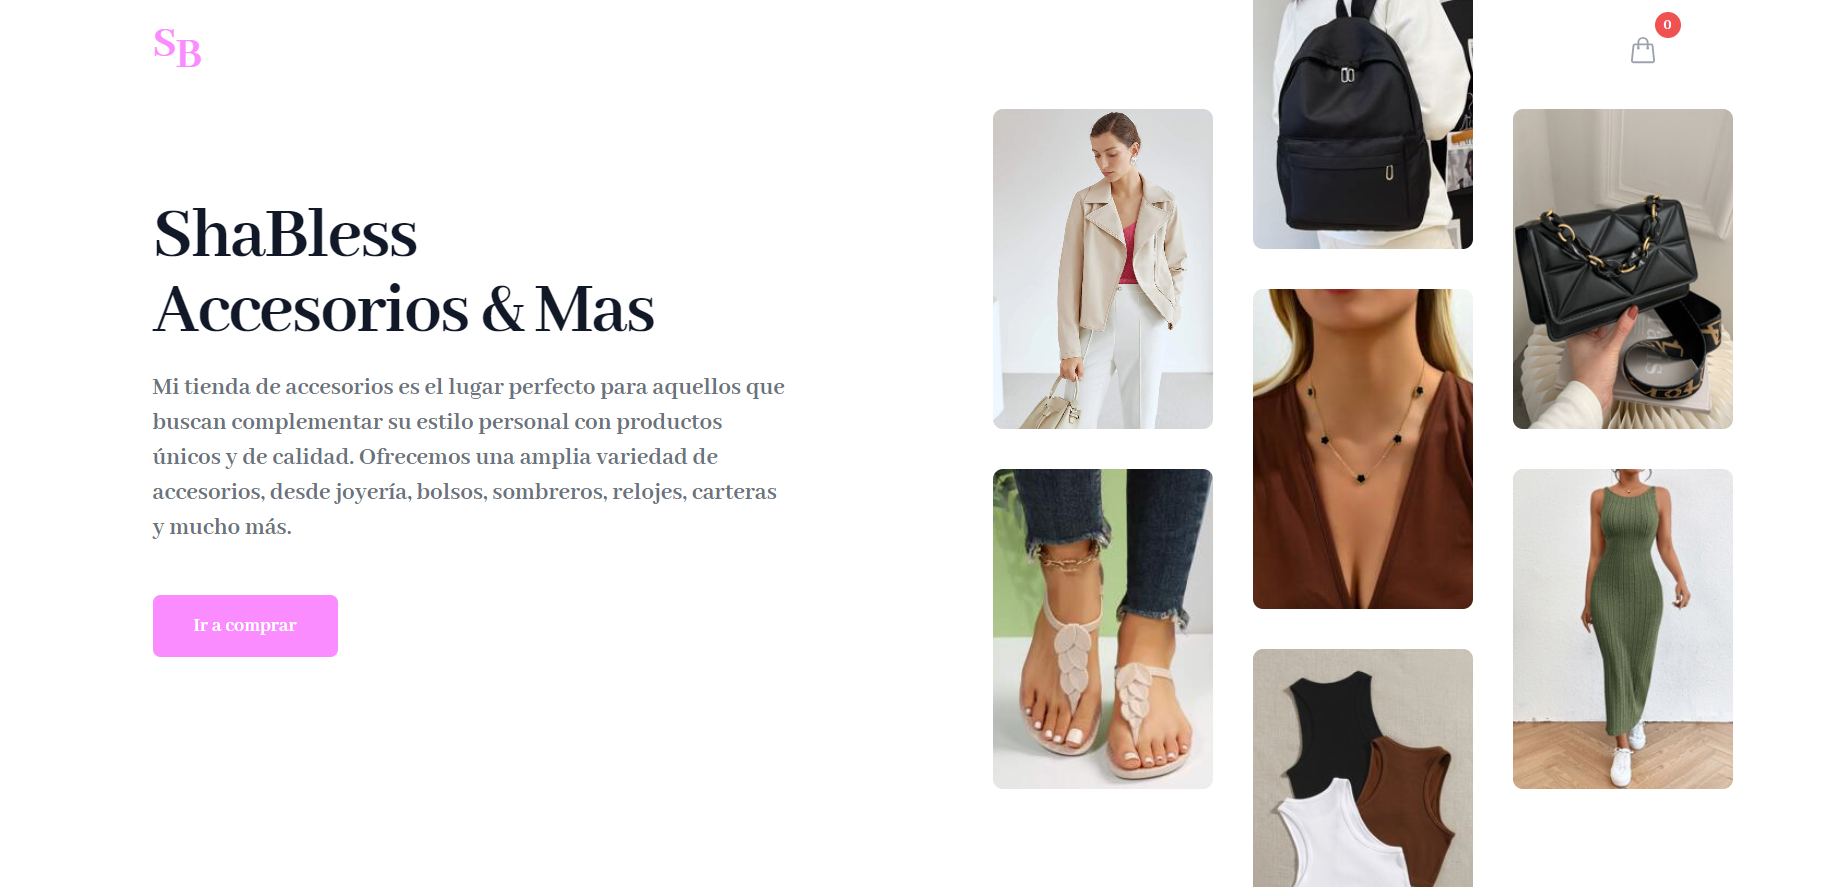 SB
0
ShaBless
Accesorios & Mas
Mi tienda de accesorios es el lugar perfecto para aquellos que
buscan complementar su estilo personal con productos
únicos y de calidad. Ofrecemos una amplia variedad de
accesorios, desde joyería, bolsos, sombreros, relojes, carteras
y mucho más.
Ir a comprar